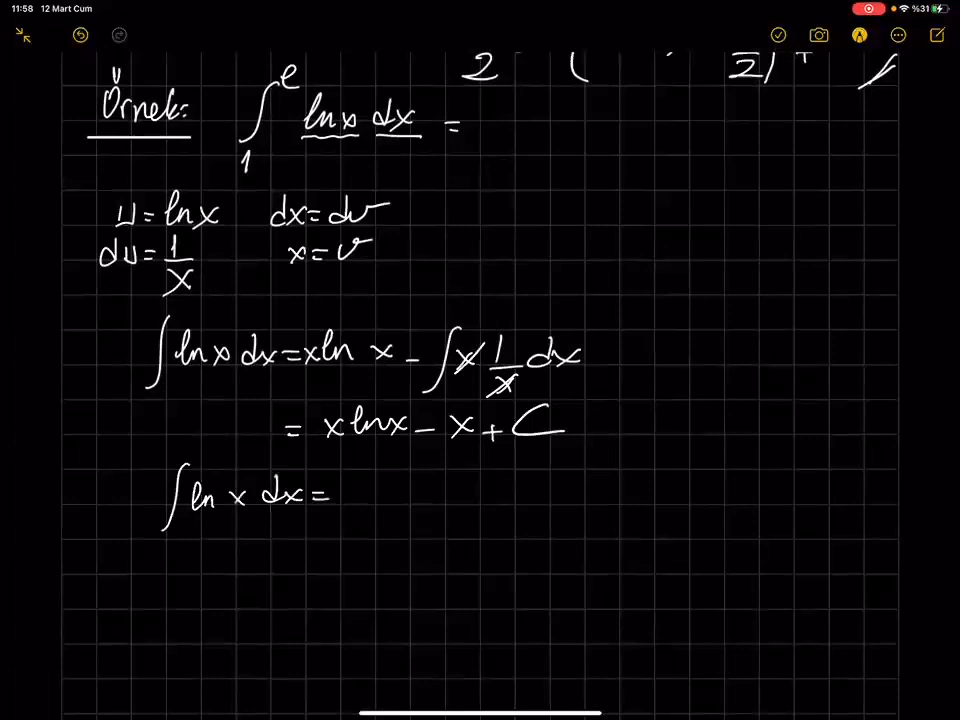 11:58 12 Mart Cum %31
Örnek: ∫₁ᵉ lnx dx =
u = lnx dx = dv
du = 1/x x = v
∫ lnx dx = xln x - ∫ x 1/x dx
= x lnx - x + C
∫ ln x dx =